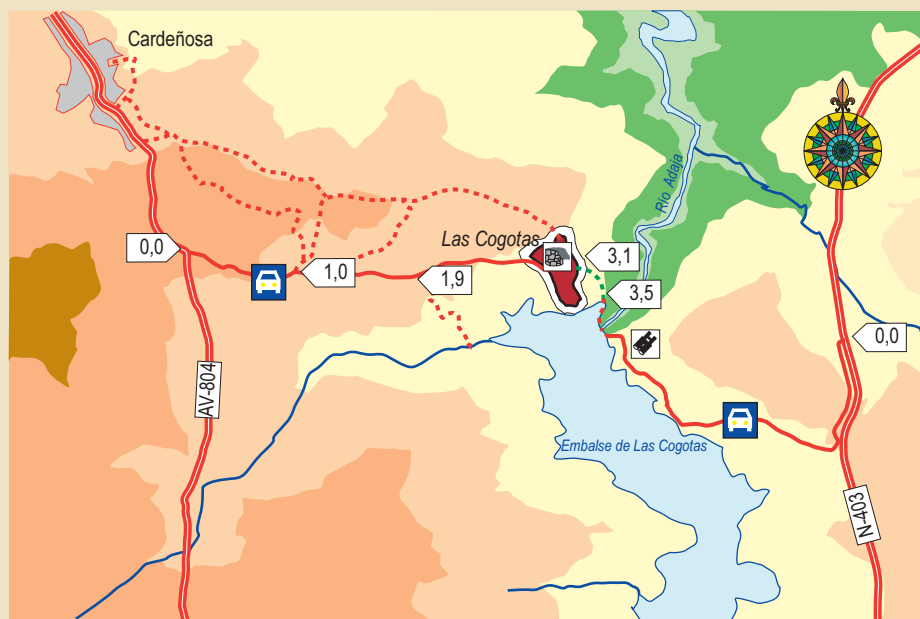 Cardeñosa
Río Adaja
Las Cogotas
0,0
3,1
1,0
1,9
3,5
0,0
AV-804
Embalse de Las Cogotas
N-403